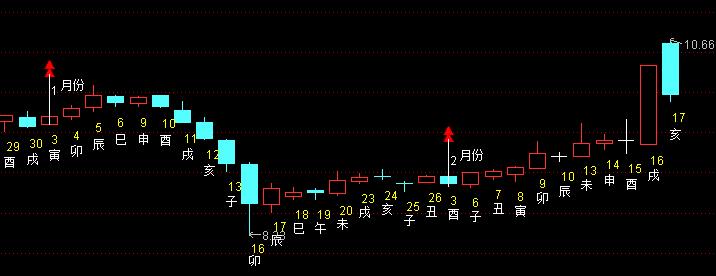 10.66
1 月份
2 月份
29 酉
30 戌
3 寅
4 卯
5 辰
6 巳
9 申
10 酉
11 戌
12 亥
13 子
16 卯
17 辰
18 巳
19 午
20 未
23 戌
24 亥
25 子
26 丑
3 酉
6 子
7 丑
8 寅
9 卯
10 辰
13 未
14 申
15 酉
16 戌
17 亥